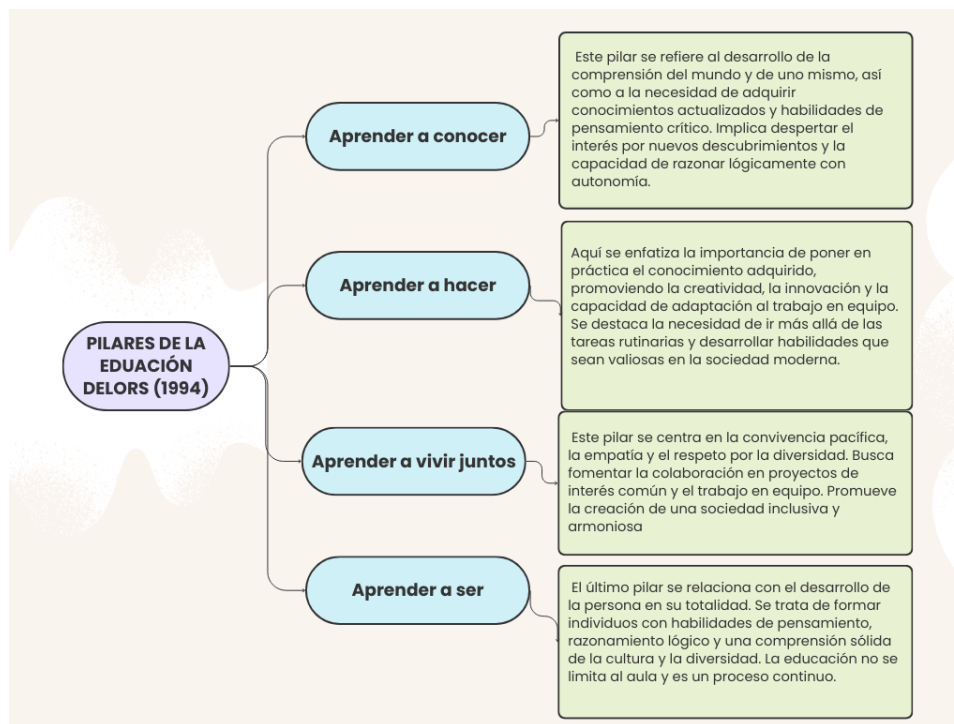 PILARES DE LA
EDUACIÓN
DELORS (1994)
Aprender a conocer
Este pilar se refiere al desarrollo de la
comprensión del mundo y de uno mismo, así
como a la necesidad de adquirir
conocimientos actualizados y habilidades de
pensamiento crítico. Implica despertar el
interés por nuevos descubrimientos y la
capacidad de razonar lógicamente con
autonomía.
Aprender a hacer
Aquí se enfatiza la importancia de poner en
práctica el conocimiento adquirido,
promoviendo la creatividad, la innovación y la
capacidad de adaptación al trabajo en equipo.
Se destaca la necesidad de ir más allá de las
tareas rutinarias y desarrollar habilidades que
sean valiosas en la sociedad moderna.
Aprender a vivir juntos
Este pilar se centra en la convivencia pacífica,
la empatía y el respeto por la diversidad. Busca
fomentar la colaboración en proyectos de
interés común y el trabajo en equipo. Promueve
la creación de una sociedad inclusiva y
armoniosa
Aprender a ser
El último pilar se relaciona con el desarrollo de
la persona en su totalidad. Se trata de formar
individuos con habilidades de pensamiento,
razonamiento lógico y una comprensión sólida
de la cultura y la diversidad. La educación no se
limita al aula y es un proceso continuo.